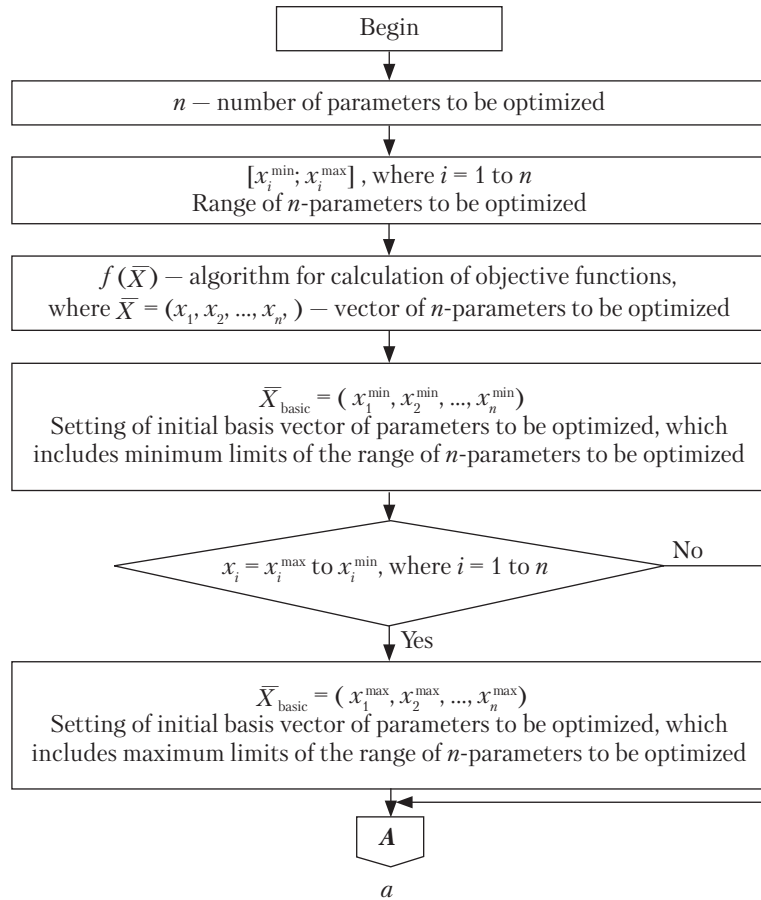 Begin
n — number of parameters to be optimized
[x_i^min; x_i^max] , where i = 1 to n
Range of n-parameters to be optimized
f (X̅) — algorithm for calculation of objective functions,
where X̅ = (x_1, x_2, ..., x_n, ) — vector of n-parameters to be optimized
X̅_basic = ( x_1^min, x_2^min, ..., x_n^min)
Setting of initial basis vector of parameters to be optimized, which
includes minimum limits of the range of n-parameters to be optimized
x_i = x_i^max to x_i^min, where i = 1 to n
No
Yes
X̅_basic = ( x_1^max, x_2^max, ..., x_n^max)
Setting of initial basis vector of parameters to be optimized, which
includes maximum limits of the range of n-parameters to be optimized
A
a